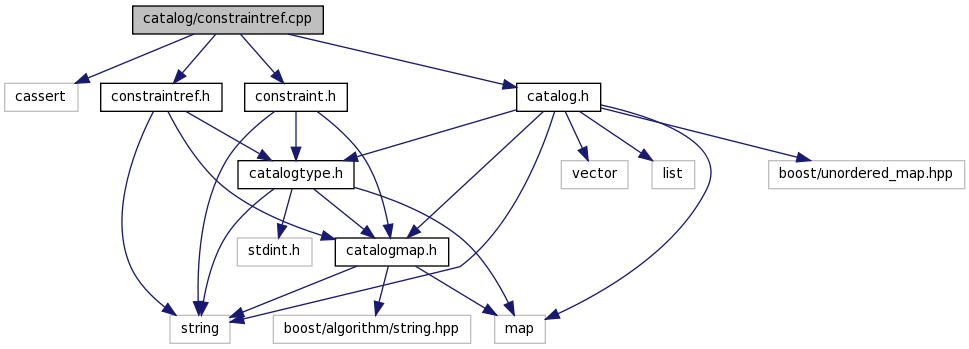 catalog/constraintref.cpp
cassert
constraintref.h
constraint.h
catalog.h
catalogtype.h
vector
list
boost/unordered_map.hpp
stdint.h
catalogmap.h
string
boost/algorithm/string.hpp
map